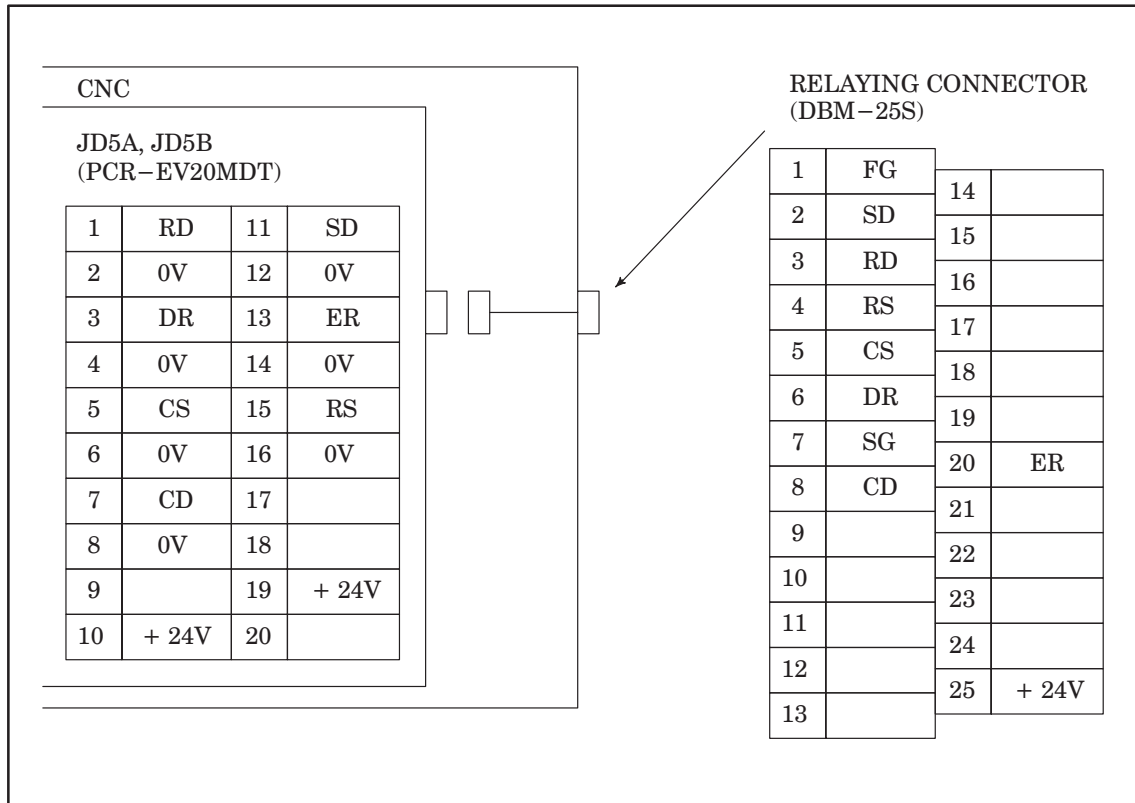 CNC
JD5A, JD5B
(PCR−EV20MDT)
1 RD 11 SD
2 0V 12 0V
3 DR 13 ER
4 0V 14 0V
5 CS 15 RS
6 0V 16 0V
7 CD 17
8 0V 18
9 19 + 24V
10 + 24V 20
RELAYING CONNECTOR
(DBM−25S)
1 FG
2 SD
3 RD
4 RS
5 CS
6 DR
7 SG
8 CD
9
10
11
12
13
14
15
16
17
18
19
20 ER
21
22
23
24
25 + 24V